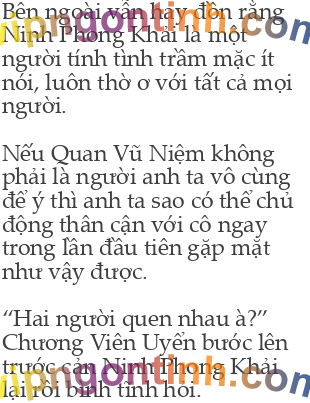 Bên ngoài vẫn hay đồn rằng
Ninh Phong Khải là một
người tính tình trầm mặc ít
nói, luôn thờ ơ với tất cả mọi
người.
Nếu Quan Vũ Niệm không
phải là người anh ta vô cùng
để ý thì anh ta sao có thể chủ
động thân cận với cô ngay
trong lần đầu tiên gặp mặt
như vậy được.
“Hai người quen nhau à?”
Chương Viên Uyển bước lên
trước cản Ninh Phong Khải
lại rồi bình tĩnh hỏi.
vipngontinh.com
vipngontinh.com